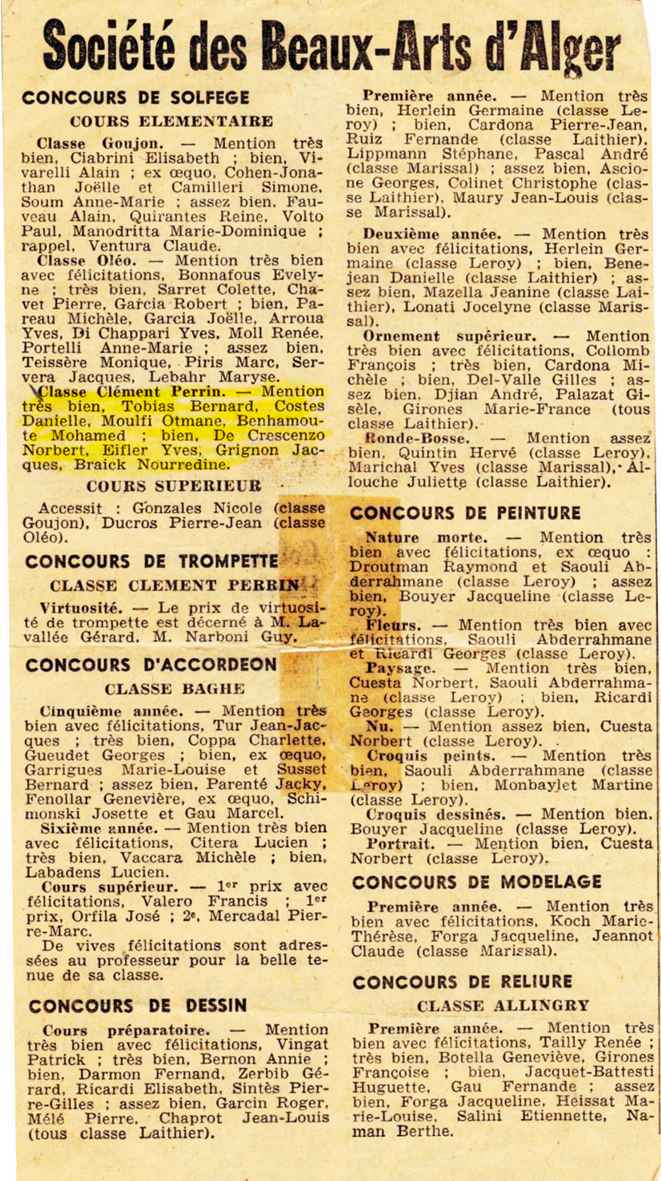 Société des Beaux-Arts d'Alger
CONCOURS DE SOLFEGE
COURS ELEMENTAIRE
Classe Goujon. — Mention très
bien, Ciabrini Elisabeth ; bien, Vi-
varelli Alain ; ex œquo, Cohen-Jona-
than Joëlle et Camilleri Simone,
Soum Anne-Marie ; assez bien, Fau-
veau Alain, Quirantes Reine, Volto
Paul, Manodritta Marie-Dominique ;
rappel, Ventura Claude.
Classe Oléo. — Mention très bien
avec félicitations, Bonnafous Evely-
ne ; très bien, Sarret Colette, Cha-
vet Pierre, Garcia Robert ; bien, Pa-
reau Michèle, Garcia Joëlle, Arroua
Yves, Di Chappari Yves, Moll Renée,
Portelli Anne-Marie ; assez bien,
Teissère Monique, Piris Marc, Ser-
vera Jacques, Lebahr Maryse.
Classe Clément Perrin. — Mention
très bien, Tobias Bernard, Costes
Danielle, Moulfi Otmane, Benhamou-
te Mohamed ; bien, De Crescenzo
Norbert, Eifler Yves, Grignon Jac-
ques, Braick Nourredine.
COURS SUPERIEUR
Accessit : Gonzales Nicole (classe
Goujon), Ducros Pierre-Jean (classe
Oléo).
CONCOURS DE TROMPETTE
CLASSE CLEMENT PERRIN
Virtuosité. — Le prix de virtuosi-
té de trompette est décerné à M. La-
vallée Gérard, M. Narboni Guy.
CONCOURS D'ACCORDEON
CLASSE BAGHE
Cinquième année. — Mention très
bien avec félicitations, Tur Jean-Jac-
ques ; très bien, Coppa Charlette,
Gueudet Georges ; bien, ex œquo,
Garrigues Marie-Louise et Susset
Bernard ; assez bien, Parenté Jacky,
Fenollar Geneviève, ex œquo, Schi-
monski Josette et Gau Marcel.
Sixième année. — Mention très bien
avec félicitations, Citera Lucien ;
très bien, Vaccara Michèle ; bien,
Labadens Lucien.
Cours supérieur. — 1er prix avec
félicitations, Valero Francis ; 1er
prix, Orfila José ; 2e, Mercadal Pier-
re-Marc.
De vives félicitations sont adres-
sées au professeur pour la belle te-
nue de sa classe.
CONCOURS DE DESSIN
Cours préparatoire. — Mention
très bien avec félicitations, Vingat
Patrick ; très bien, Bernon Annie ;
bien, Darmon Fernand, Zerbib Gé-
rard, Ricardi Elisabeth, Sintès Pier-
re-Gilles ; assez bien, Garcin Roger,
Mélé Pierre, Chaprot Jean-Louis
(tous classe Laithier).
Première année. — Mention très
bien, Herlein Germaine (classe Le-
roy) ; bien, Cardona Pierre-Jean,
Ruiz Fernande (classe Laithier),
Lippmann Stéphane, Pascal André
(classe Marissal) ; assez bien, Ascio-
ne Georges, Colinet Christophe (clas-
se Laithier), Maury Jean-Louis (clas-
se Marissal).
Deuxième année. — Mention très
bien avec félicitations, Herlein Ger-
maine (classe Leroy) ; bien, Bene-
jean Danielle (classe Laithier) ; as-
sez bien, Mazella Jeanine (classe Lai-
thier), Lonati Jocelyne (classe Maris-
sal).
Ornement supérieur. — Mention
très bien avec félicitations, Collomb
François ; très bien, Cardona Mi-
chèle ; bien, Del-Valle Gilles ; as-
sez bien, Djian André, Palazat Gi-
sèle, Girones Marie-France (tous
classe Laithier).
Ronde-Bosse. — Mention assez
bien, Quintin Hervé (classe Leroy),
Marichal Yves (classe Marissal), Al-
louche Juliette (classe Laithier).
CONCOURS DE PEINTURE
Nature morte. — Mention très
bien avec félicitations, ex œquo :
Droutman Raymond et Saouli Ab-
derrahmane (classe Leroy) ; assez
bien, Bouyer Jacqueline (classe Le-
roy).
Fleurs. — Mention très bien avec
félicitations, Saouli Abderrahmane
et Ricardi Georges (classe Leroy).
Paysage. — Mention très bien,
Cuesta Norbert, Saouli Abderrahma-
ne (classe Leroy) ; bien, Ricardi
Georges (classe Leroy).
Nu. — Mention assez bien, Cuesta
Norbert (classe Leroy).
Croquis peints. — Mention très
bien, Saouli Abderrahmane (classe
Leroy) ; bien, Monbaylet Martine
(classe Leroy).
Croquis dessinés. — Mention bien,
Bouyer Jacqueline (classe Leroy).
Portrait. — Mention bien, Cuesta
Norbert (classe Leroy).
CONCOURS DE MODELAGE
Première année. — Mention très
bien avec félicitations, Koch Marie-
Thérèse, Forga Jacqueline, Jeannot
Claude (classe Marissal).
CONCOURS DE RELIURE
CLASSE ALLINGRY
Première année. — Mention très
bien avec félicitations, Tailly Renée ;
très bien, Botella Geneviève, Girones
Françoise ; bien, Jacquet-Battesti
Huguette, Gau Fernande ; assez
bien, Forga Jacqueline, Heissat Ma-
rie-Louise, Salini Etiennette, Na-
man Berthe.